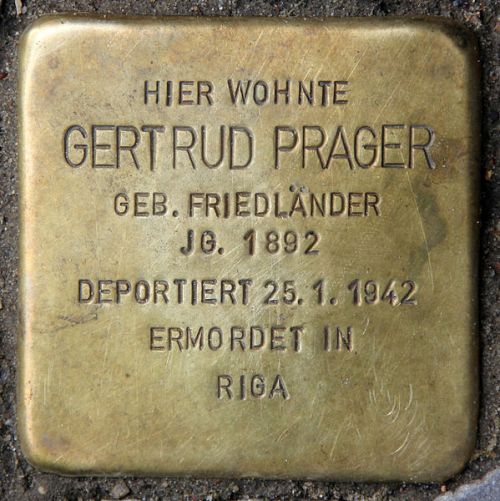 HIER WOHNTE
GERTRUD PRAGER
GEB. FRIEDLÄNDER
JG. 1892
DEPORTIERT 25.1.1942
ERMORDET IN
RIGA